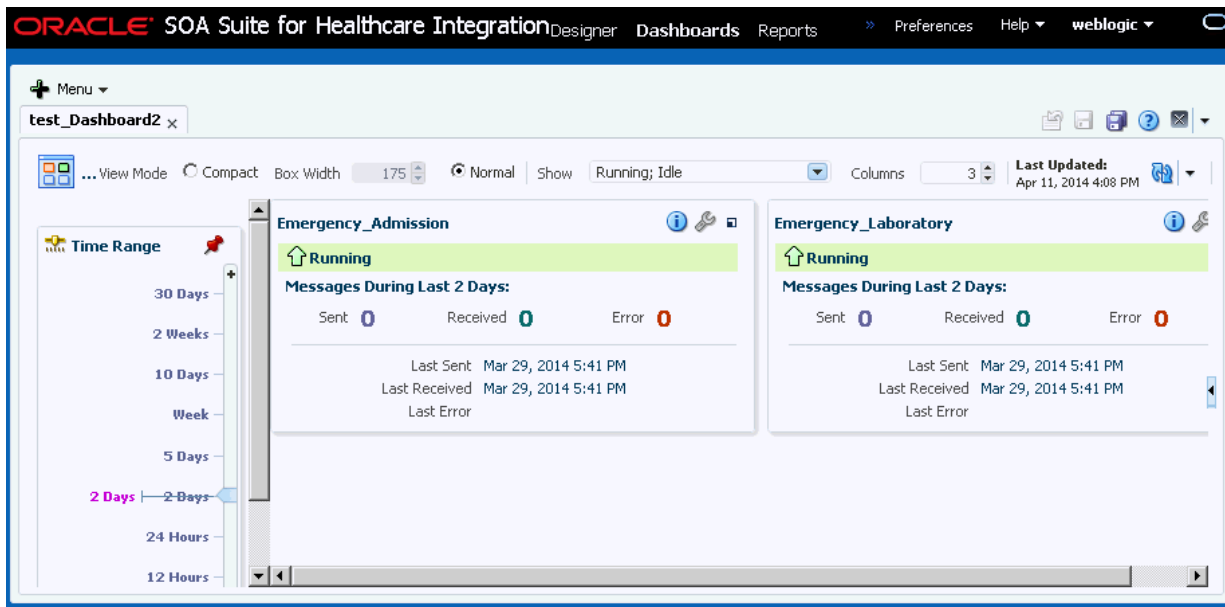 ORACLE SOA Suite for Healthcare Integration Designer Dashboards Reports » Preferences Help weblogic
Menu
test_Dashboard2 x
... View Mode Compact Box Width 175 Normal Show Running; Idle Columns 3 Last Updated:
Apr 11, 2014 4:08 PM
Time Range
30 Days
2 Weeks
10 Days
Week
5 Days
2 Days 2 Days
24 Hours
12 Hours
Emergency_Admission
Running
Messages During Last 2 Days:
Sent 0 Received 0 Error 0
Last Sent Mar 29, 2014 5:41 PM
Last Received Mar 29, 2014 5:41 PM
Last Error
Emergency_Laboratory
Running
Messages During Last 2 Days:
Sent 0 Received 0 Error 0
Last Sent Mar 29, 2014 5:41 PM
Last Received Mar 29, 2014 5:41 PM
Last Error